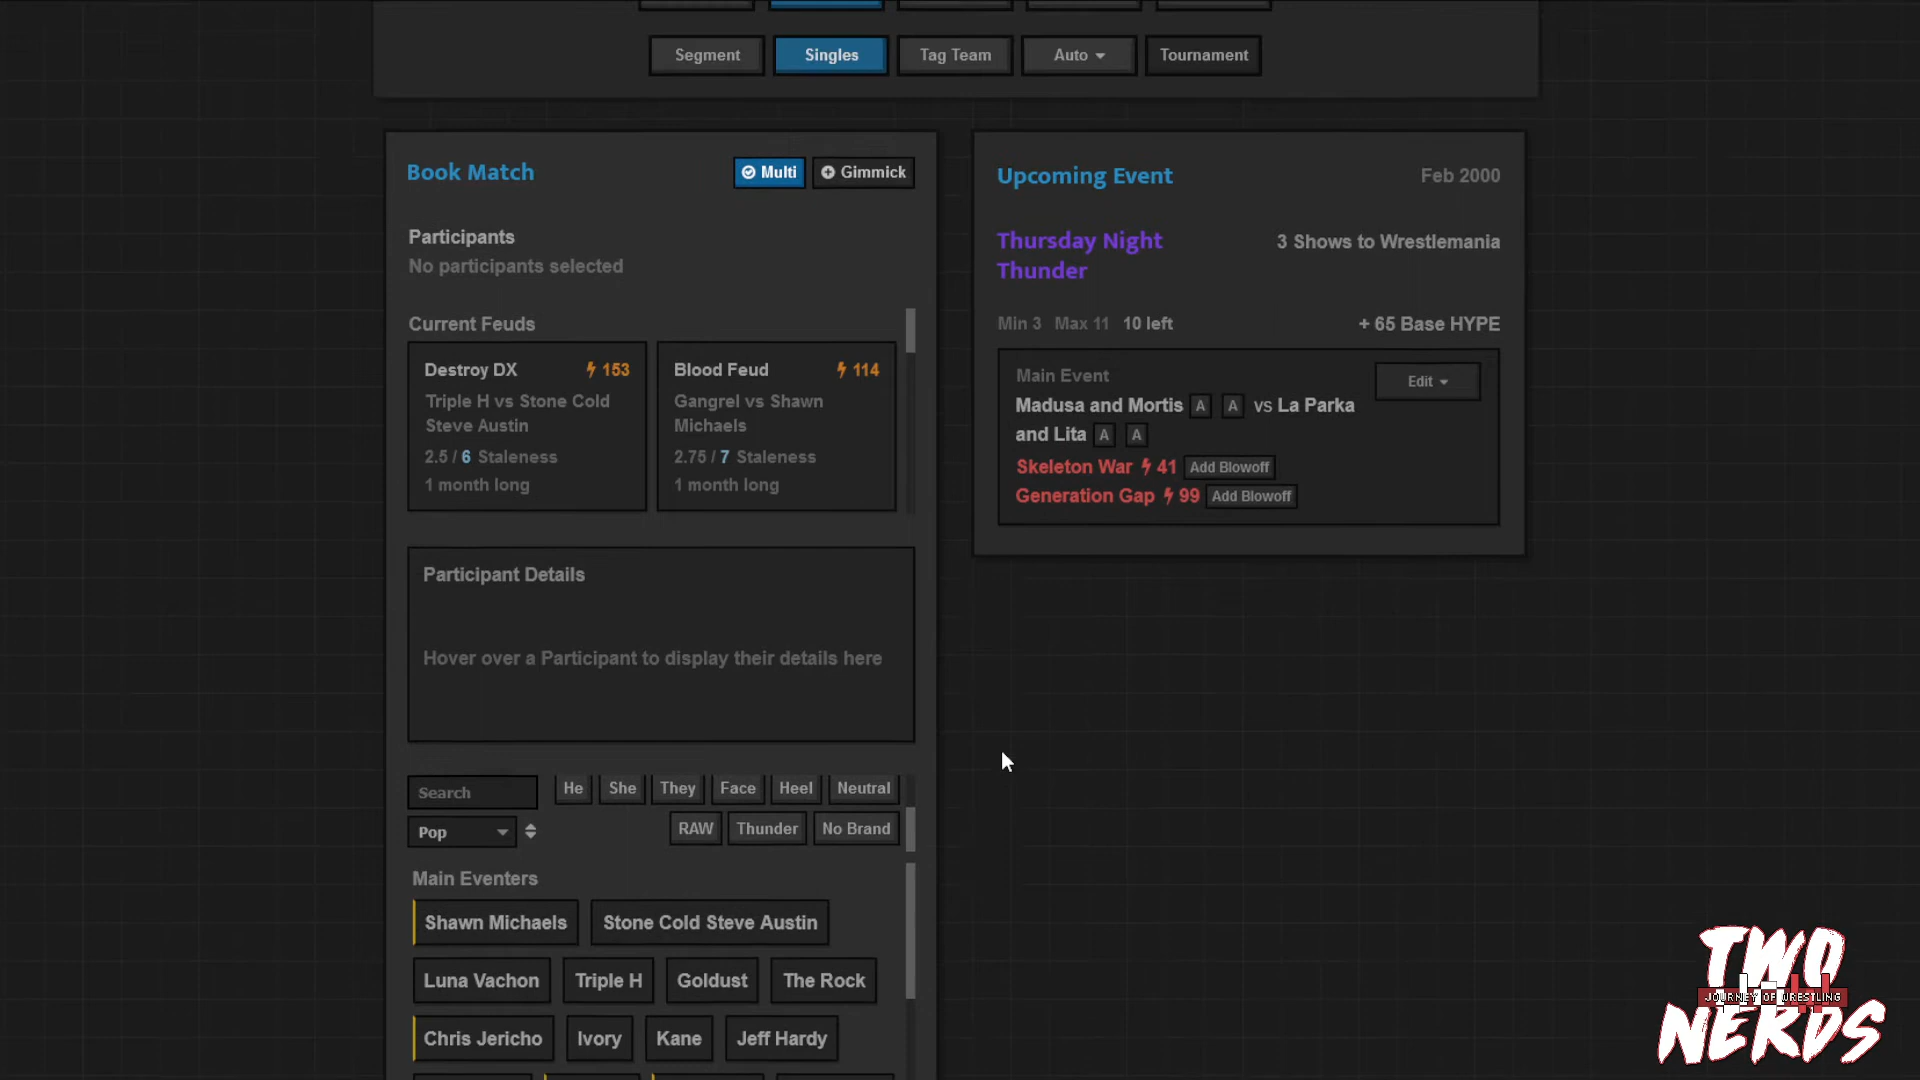 Segment
Singles
Tag Team
Auto
Tournament
Book Match
Multi
Gimmick
Participants
No participants selected
Current Feuds
Destroy DX
153
Triple H vs Stone Cold
Steve Austin
2.5 / 6 Staleness
1 month long
Blood Feud
114
Gangrel vs Shawn
Michaels
2.75 / 7 Staleness
1 month long
Participant Details
Hover over a Participant to display their details here
Search
He
She
They
Face
Heel
Neutral
Pop
RAW
Thunder
No Brand
Main Eventers
Shawn Michaels
Stone Cold Steve Austin
Luna Vachon
Triple H
Goldust
The Rock
Chris Jericho
Ivory
Kane
Jeff Hardy
Upcoming Event
Feb 2000
Thursday Night
Thunder
3 Shows to Wrestlemania
Min 3 Max 11 10 left
+ 65 Base HYPE
Main Event
Edit
Madusa and Mortis A A vs La Parka
and Lita A A
Skeleton War 41 Add Blowoff
Generation Gap 99 Add Blowoff
TWO
JOURNEY OF WRESTLING
NERDS